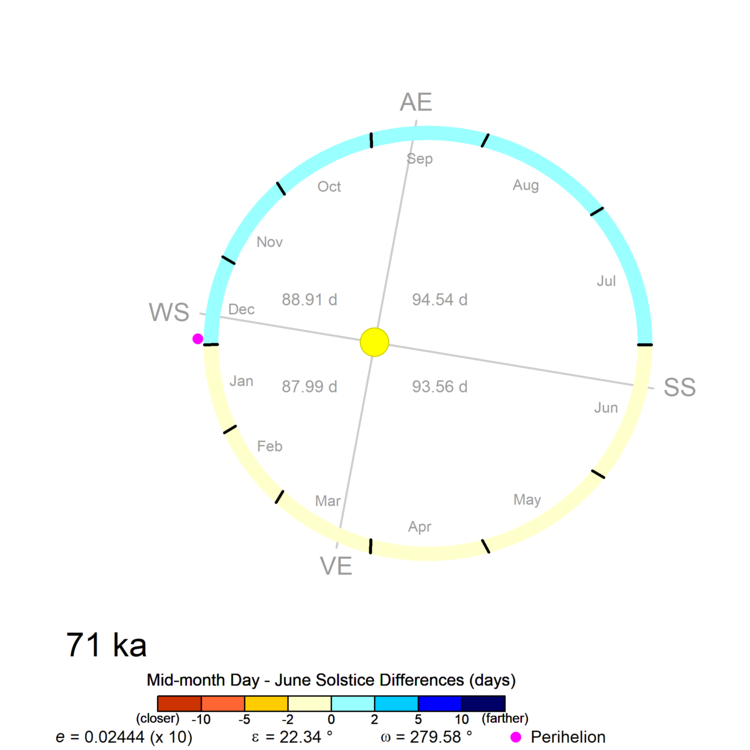 AE
Sep
Oct
Aug
Nov
Jul
88.91 d
94.54 d
WS
Dec
Jan
87.99 d
93.56 d
SS
Jun
Feb
Mar
May
Apr
VE
71 ka
Mid-month Day - June Solstice Differences (days)
(closer) -10 -5 -2 0 2 5 10 (farther)
e = 0.02444 (x 10) ε = 22.34 ° ω = 279.58 ° Perihelion